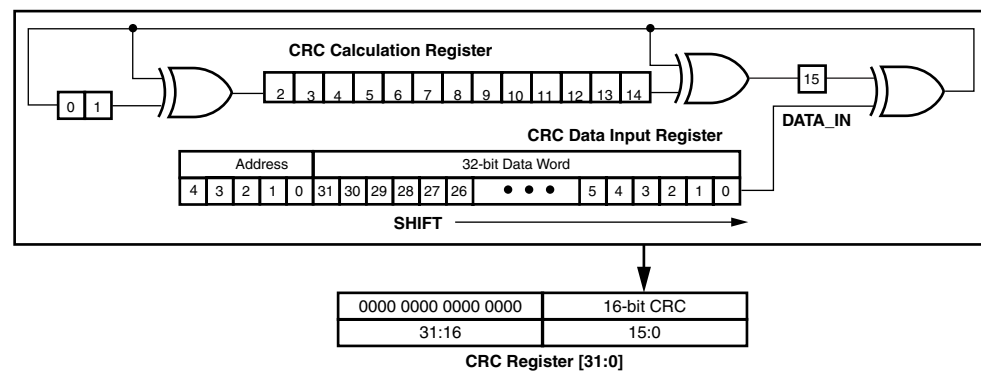 CRC Calculation Register
0 1
2 3 4 5 6 7 8 9 10 11 12 13 14
15
DATA_IN
CRC Data Input Register
Address 32-bit Data Word
4 3 2 1 0 31 30 29 28 27 26 • • • 5 4 3 2 1 0
SHIFT
0000 0000 0000 0000 16-bit CRC
31:16 15:0
CRC Register [31:0]